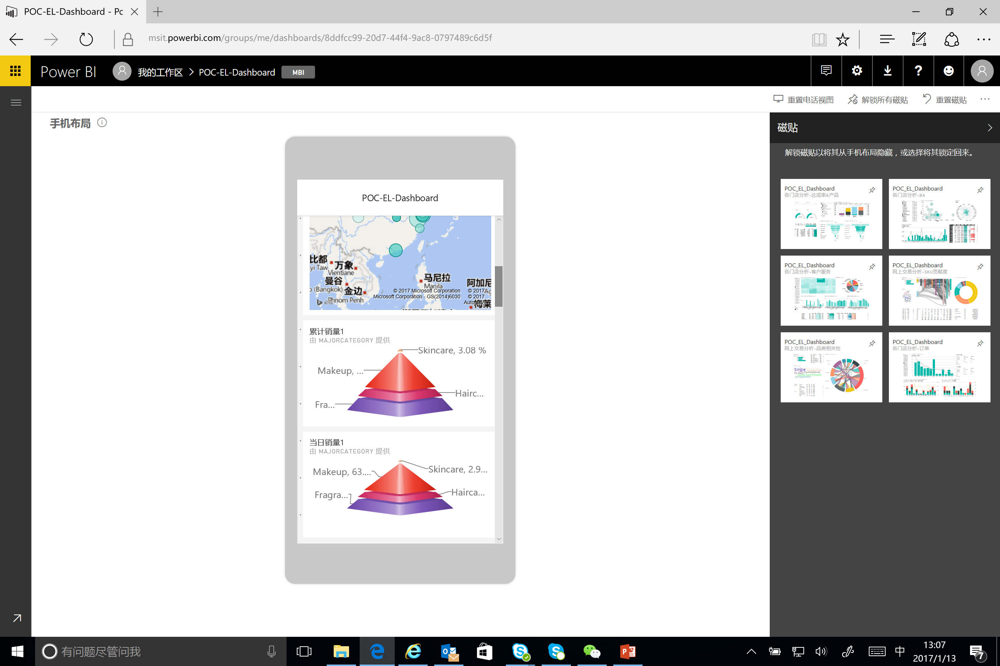 POC-EL-Dashboard - Pc
msit.powerbi.com/groups/me/dashboards/8ddfcc99-20d7-44f4-9ac8-0797489c6d5f
Power BI
我的工作区
POC-EL-Dashboard
MBI
重置电话视图
解锁所有磁贴
重置磁贴
手机布局
POC-EL-Dashboard
比都
yi Taw
万象
Vientiane
曼谷
(Bangkok)
金边
Phnom Penh
马尼拉
Manila
阿加尼
© 2017 Microsoft Corporation
Microsoft Corporation - GS(2014)6030
© 2017
© 2017
累计销量1
由 MAJORCATEGORY 提供
Skincare, 3.08 %
Makeup, ...
Hairc...
Fra...
当日销量1
由 MAJORCATEGORY 提供
Makeup, 63....
Skincare, 2.9...
Fragra...
Hairca...
磁贴
解锁磁贴以将其从手机布局隐藏，或选择将其锁定回来。
POC_EL_Dashboard
各门店分析-达成率&产品
POC_EL_Dashboard
各门店分析-BA
POC_EL_Dashboard
各门店分析-客户服务
POC_EL_Dashboard
网上交易分析-SKU贡献度
522
POC_EL_Dashboard
网上交易分析-品类相关性
Single
POC_EL_Dashboard
各门店分析-订单
有问题尽管问我
中
13:07
2017/1/13
7